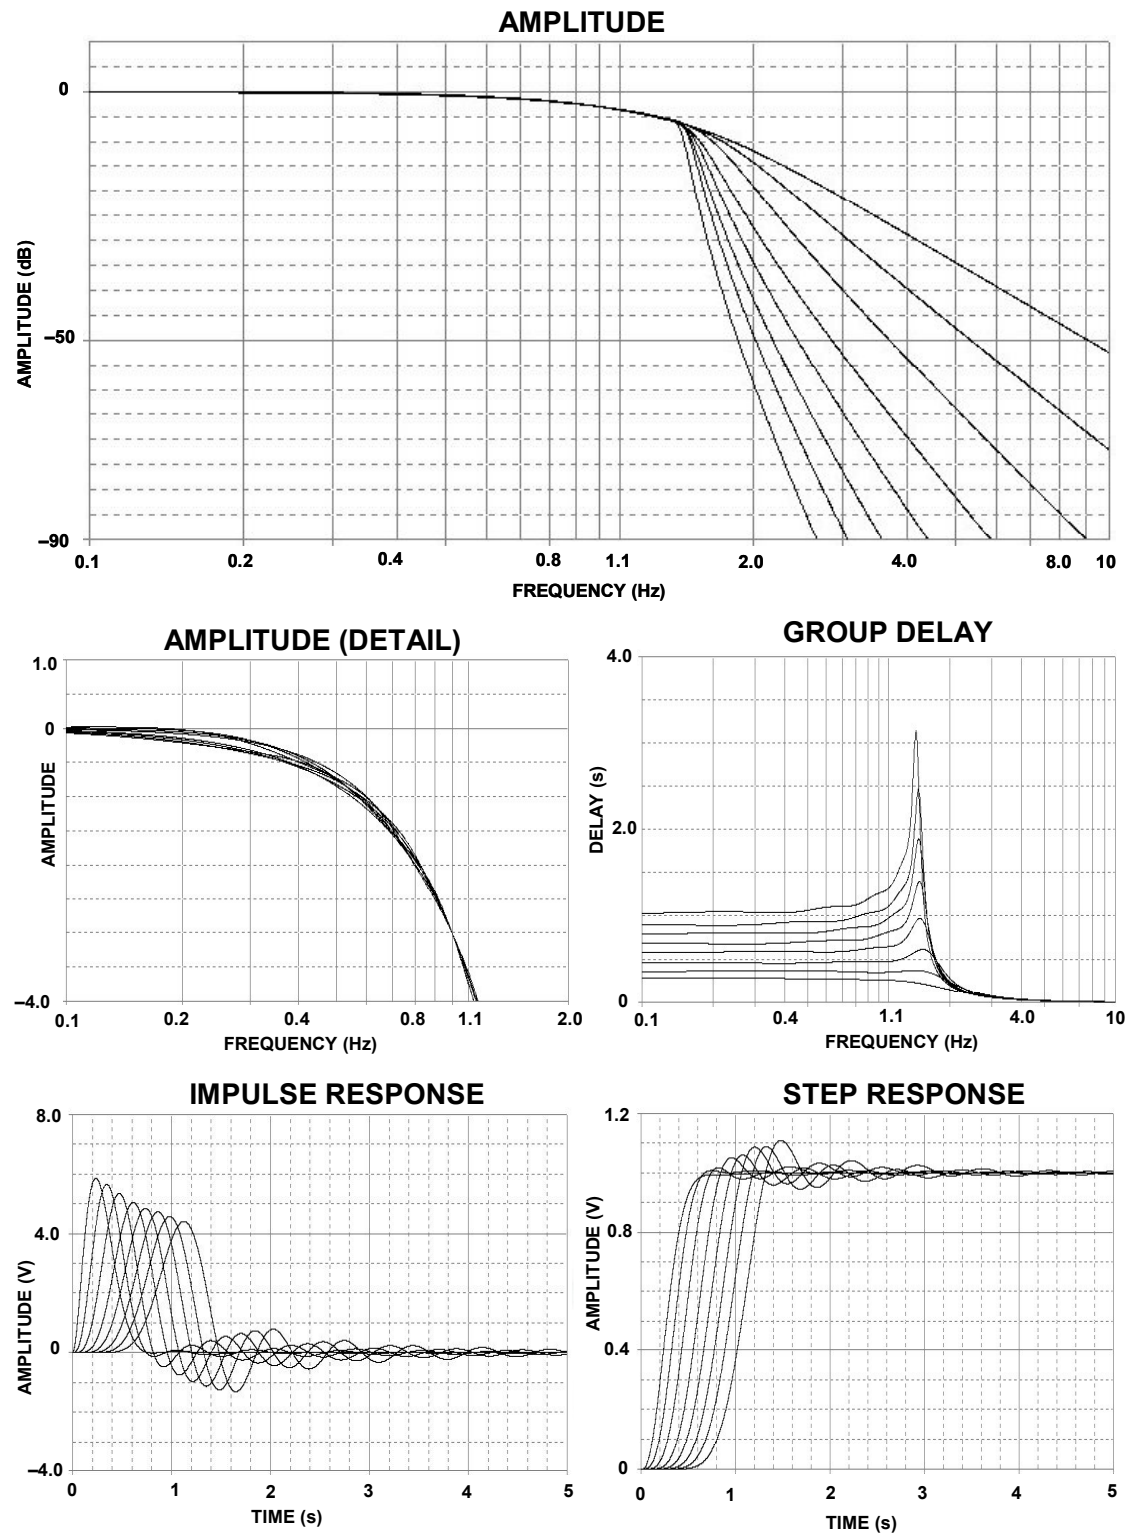 AMPLITUDE
AMPLITUDE (dB)
0
–50
–90
0.1 0.2 0.4 0.8 1.1 2.0 4.0 8.0 10
FREQUENCY (Hz)
AMPLITUDE (DETAIL)
AMPLITUDE
1.0
0
–4.0
0.1 0.2 0.4 0.8 1.1 2.0
FREQUENCY (Hz)
GROUP DELAY
DELAY (s)
4.0
2.0
0
0.1 0.4 1.1 4.0 10
FREQUENCY (Hz)
IMPULSE RESPONSE
AMPLITUDE (V)
8.0
4.0
0
–4.0
0 1 2 3 4 5
TIME (s)
STEP RESPONSE
AMPLITUDE (V)
1.2
0.8
0.4
0
0 1 2 3 4 5
TIME (s)